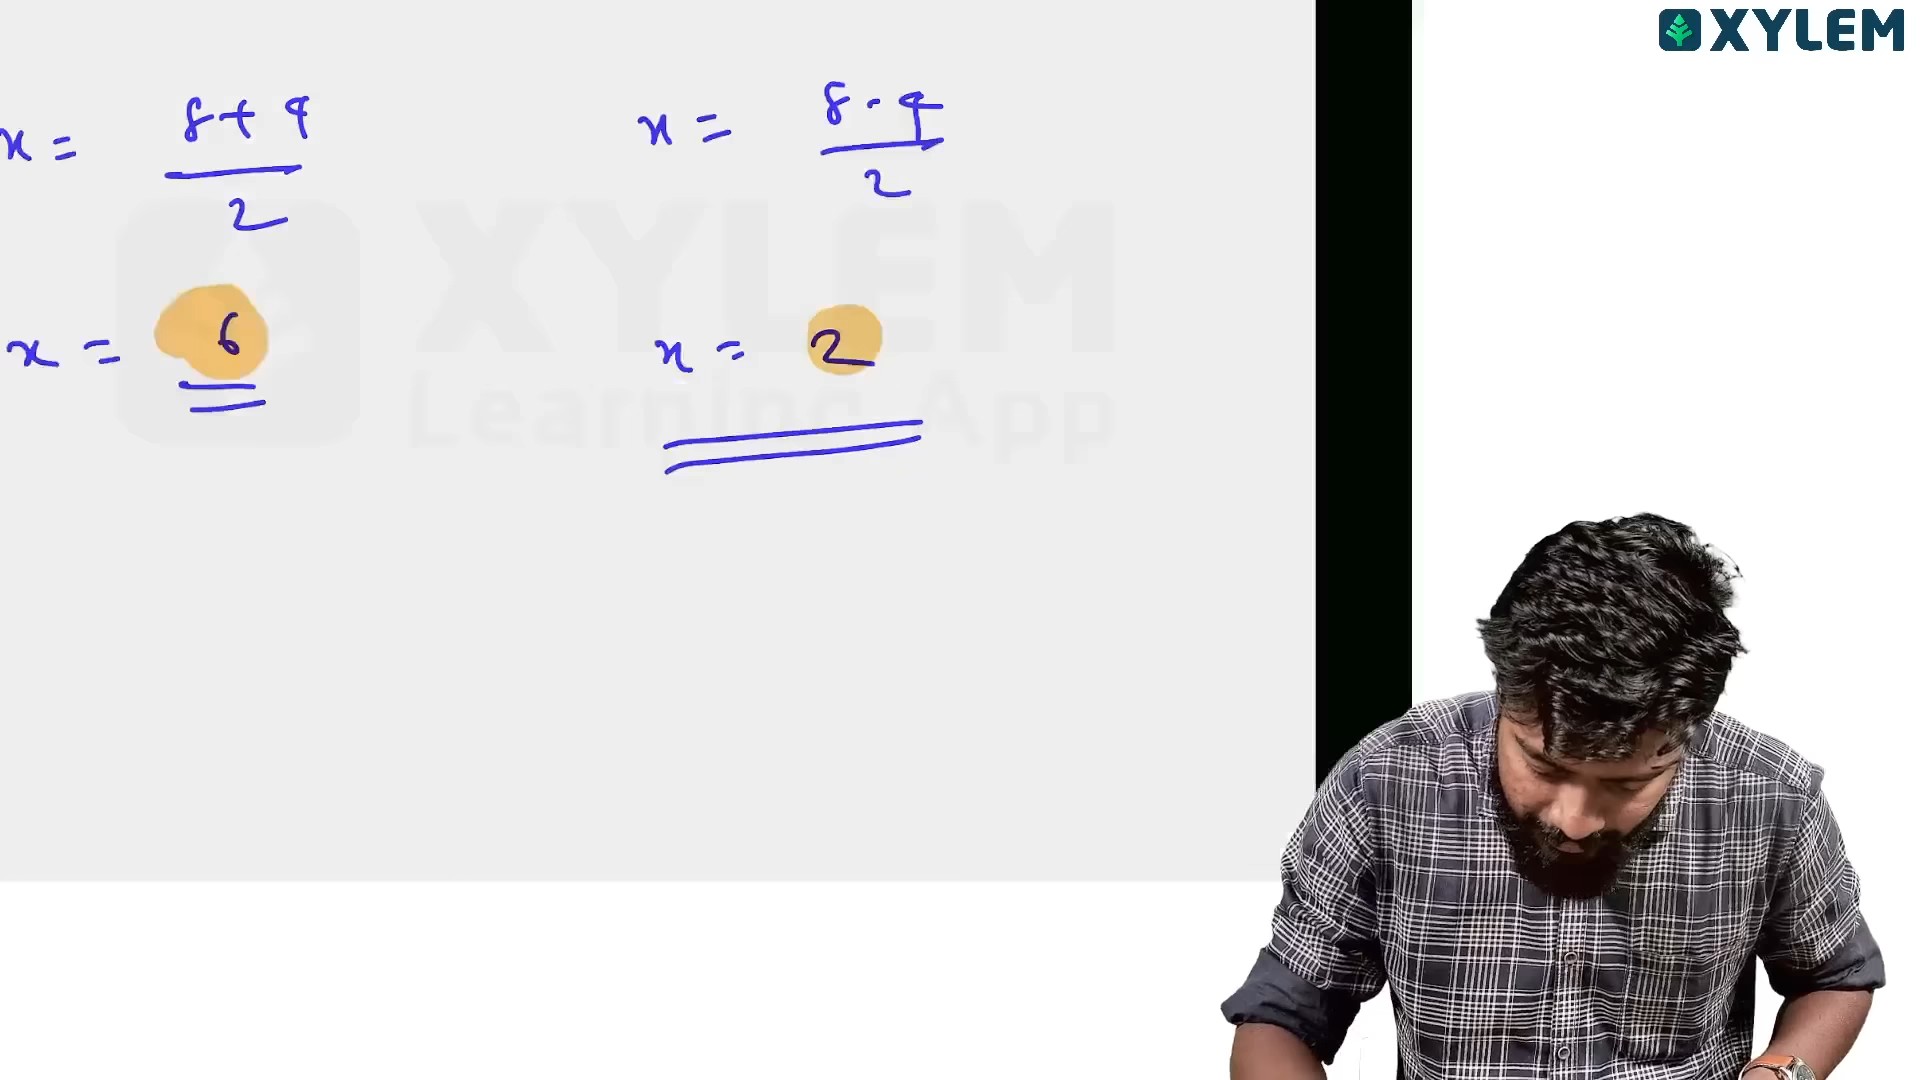 XYLEM
x = 8 + 4 / 2
x = 8 - 4 / 2
x = 6
x = 2
XYLEM
Learning App